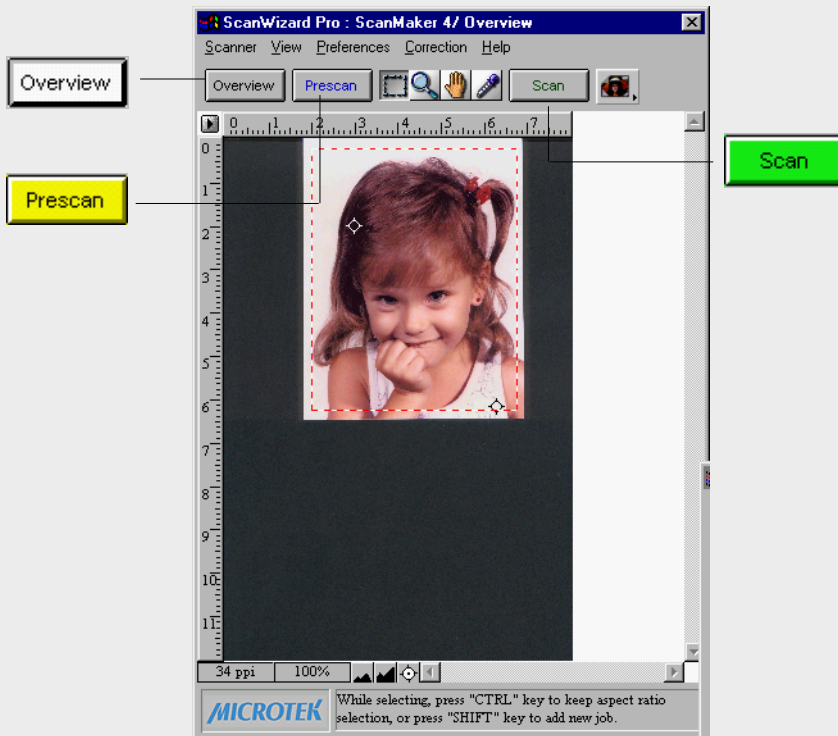 ScanWizard Pro : ScanMaker 4/ Overview
Scanner View Preferences Correction Help
Overview
Overview Prescan Scan
Scan
Prescan
0 1 2 3 4 5 6 7
0
1
2
3
4
5
6
7
8
9
10
11
34 ppi 100%
MICROTEK
While selecting, press "CTRL" key to keep aspect ratio
selection, or press "SHIFT" key to add new job.